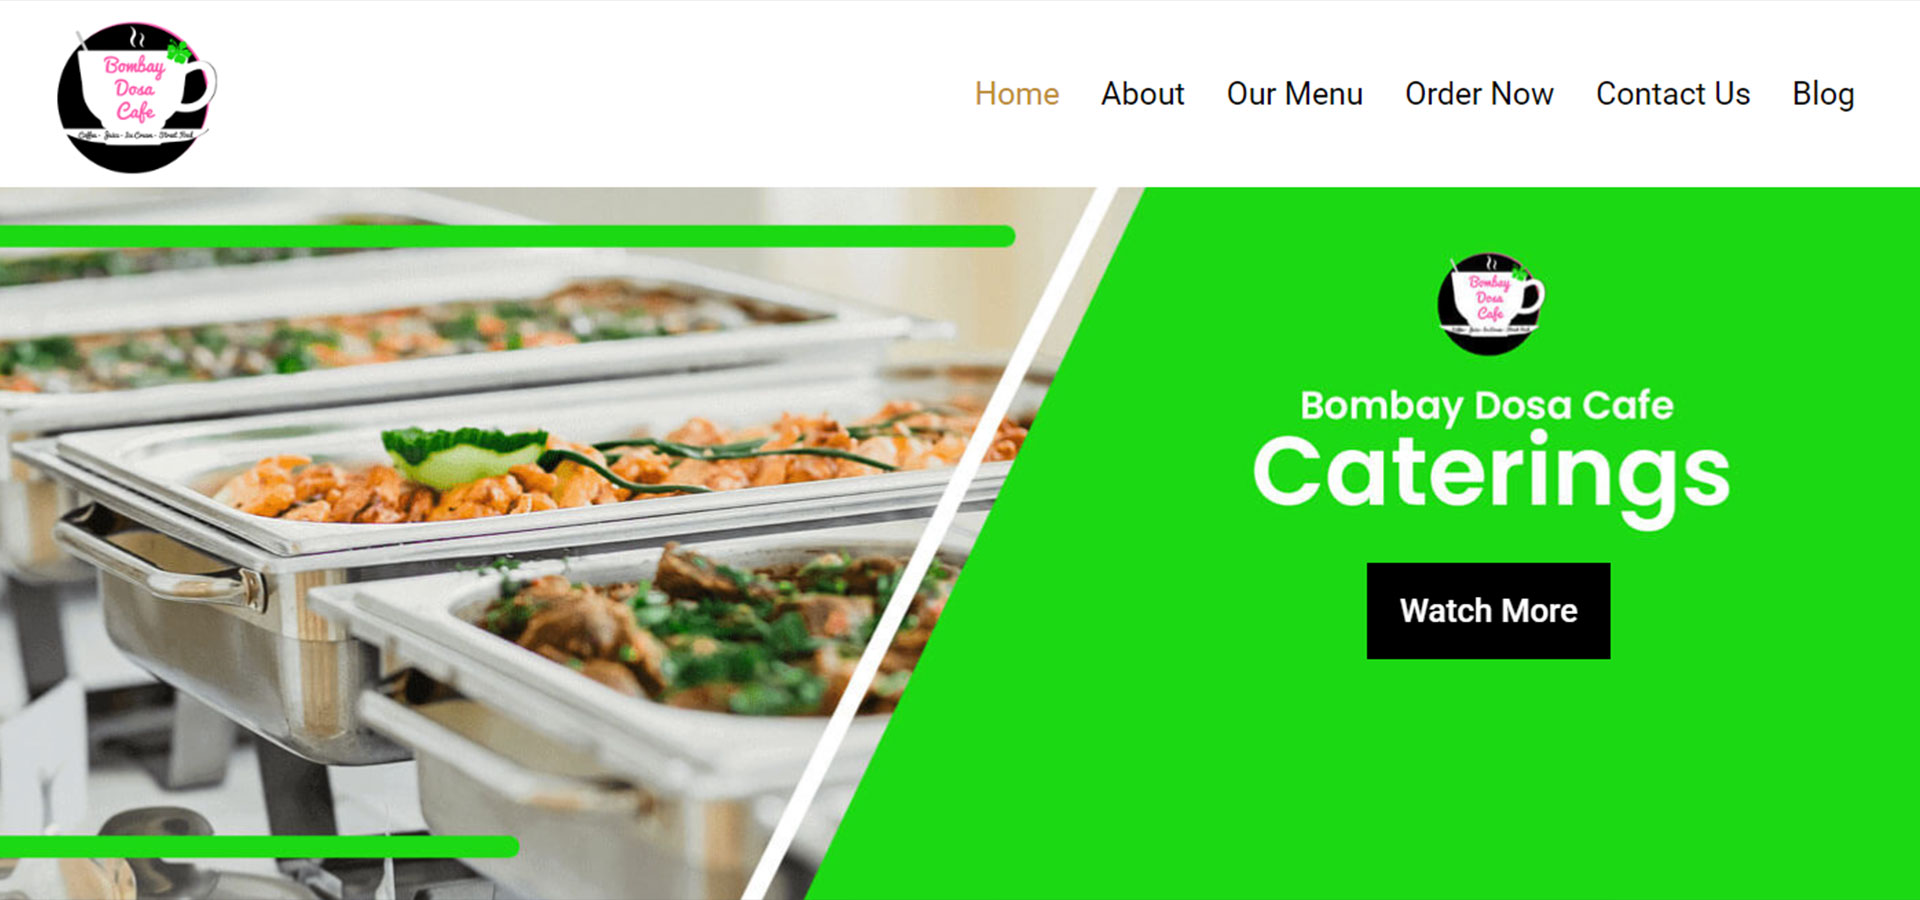 Bombay
Dosa
Cafe
Coffee - Juice - Ice Cream - Street Food
Home
About
Our Menu
Order Now
Contact Us
Blog
Bombay
Dosa
Cafe
Bombay Dosa Cafe
Caterings
Watch More